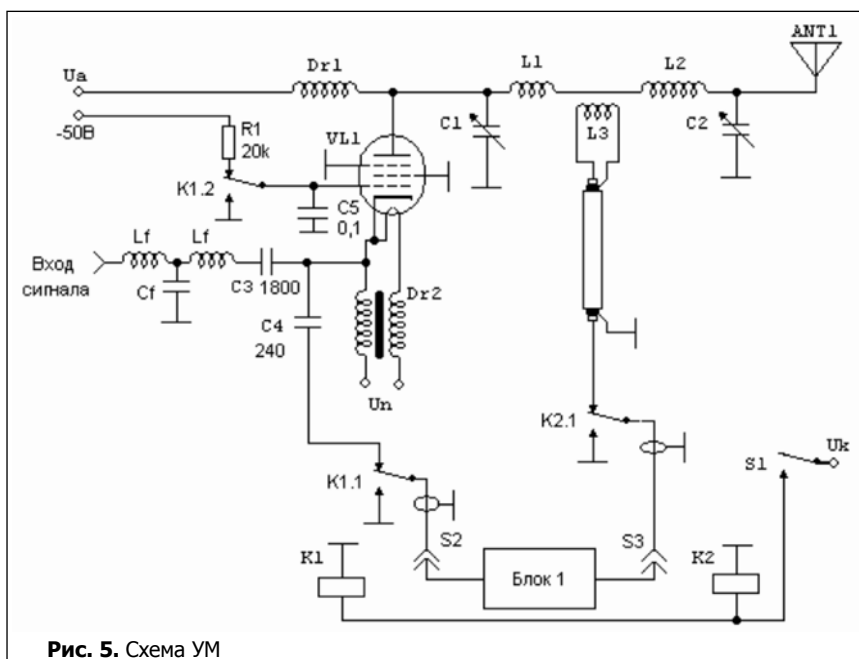 ANT1
Ua
Dr1
L1
L2
-50В
R1
20k
VL1
C1
L3
C2
K1.2
C5
0,1
Lf
Lf
Вход
сигнала
Cf
C3 1800
Dr2
C4
240
Un
K2.1
Uk
S1
K1.1
K1
S2
S3
K2
Блок 1
Рис. 5. Схема УМ